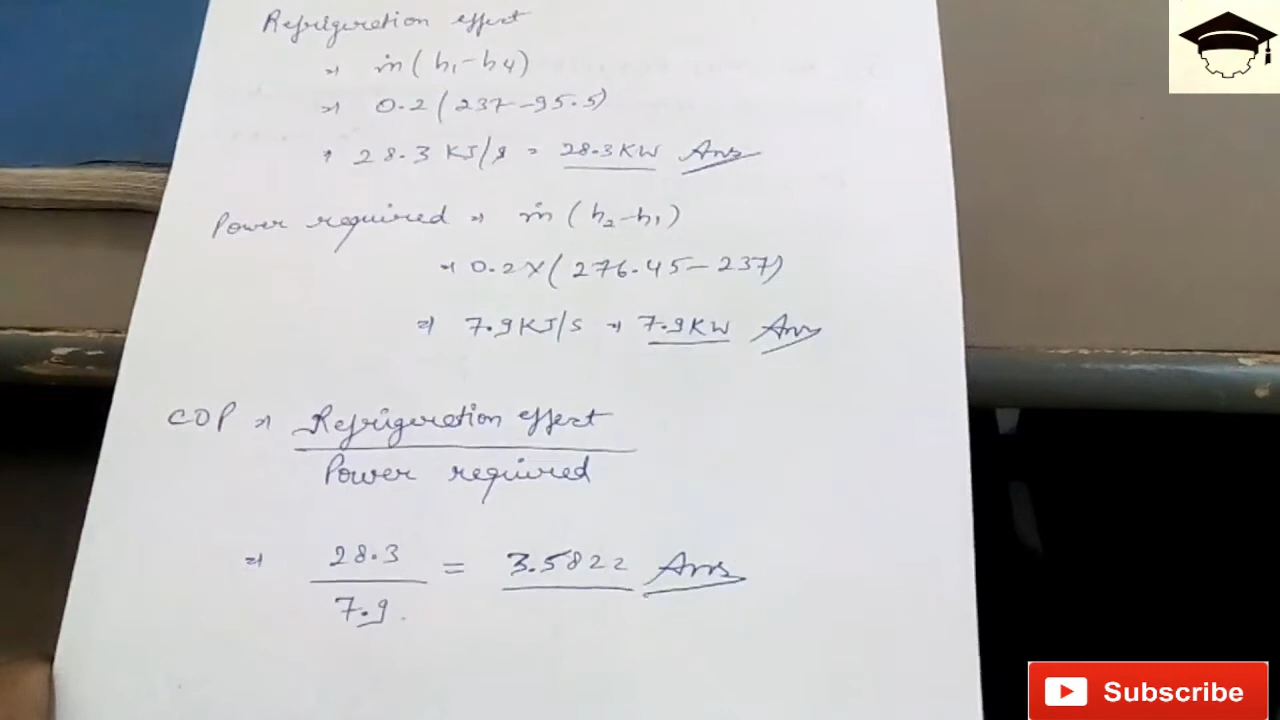 Refrigeration effect
⇒ ṁ (h₁-h4)
⇒ 0.2 (237-95.5)
⇒ 28.3 KJ/s = 28.3 KW Ans
Power required ⇒ ṁ (h₂-h₁)
⇒ 0.2 × (276.45-237)
⇒ 7.9 KJ/s ⇒ 7.9 KW Ans
COP ⇒ Refrigeration effect
Power required
⇒ 28.3
7.9
= 3.5822 Ans
Subscribe